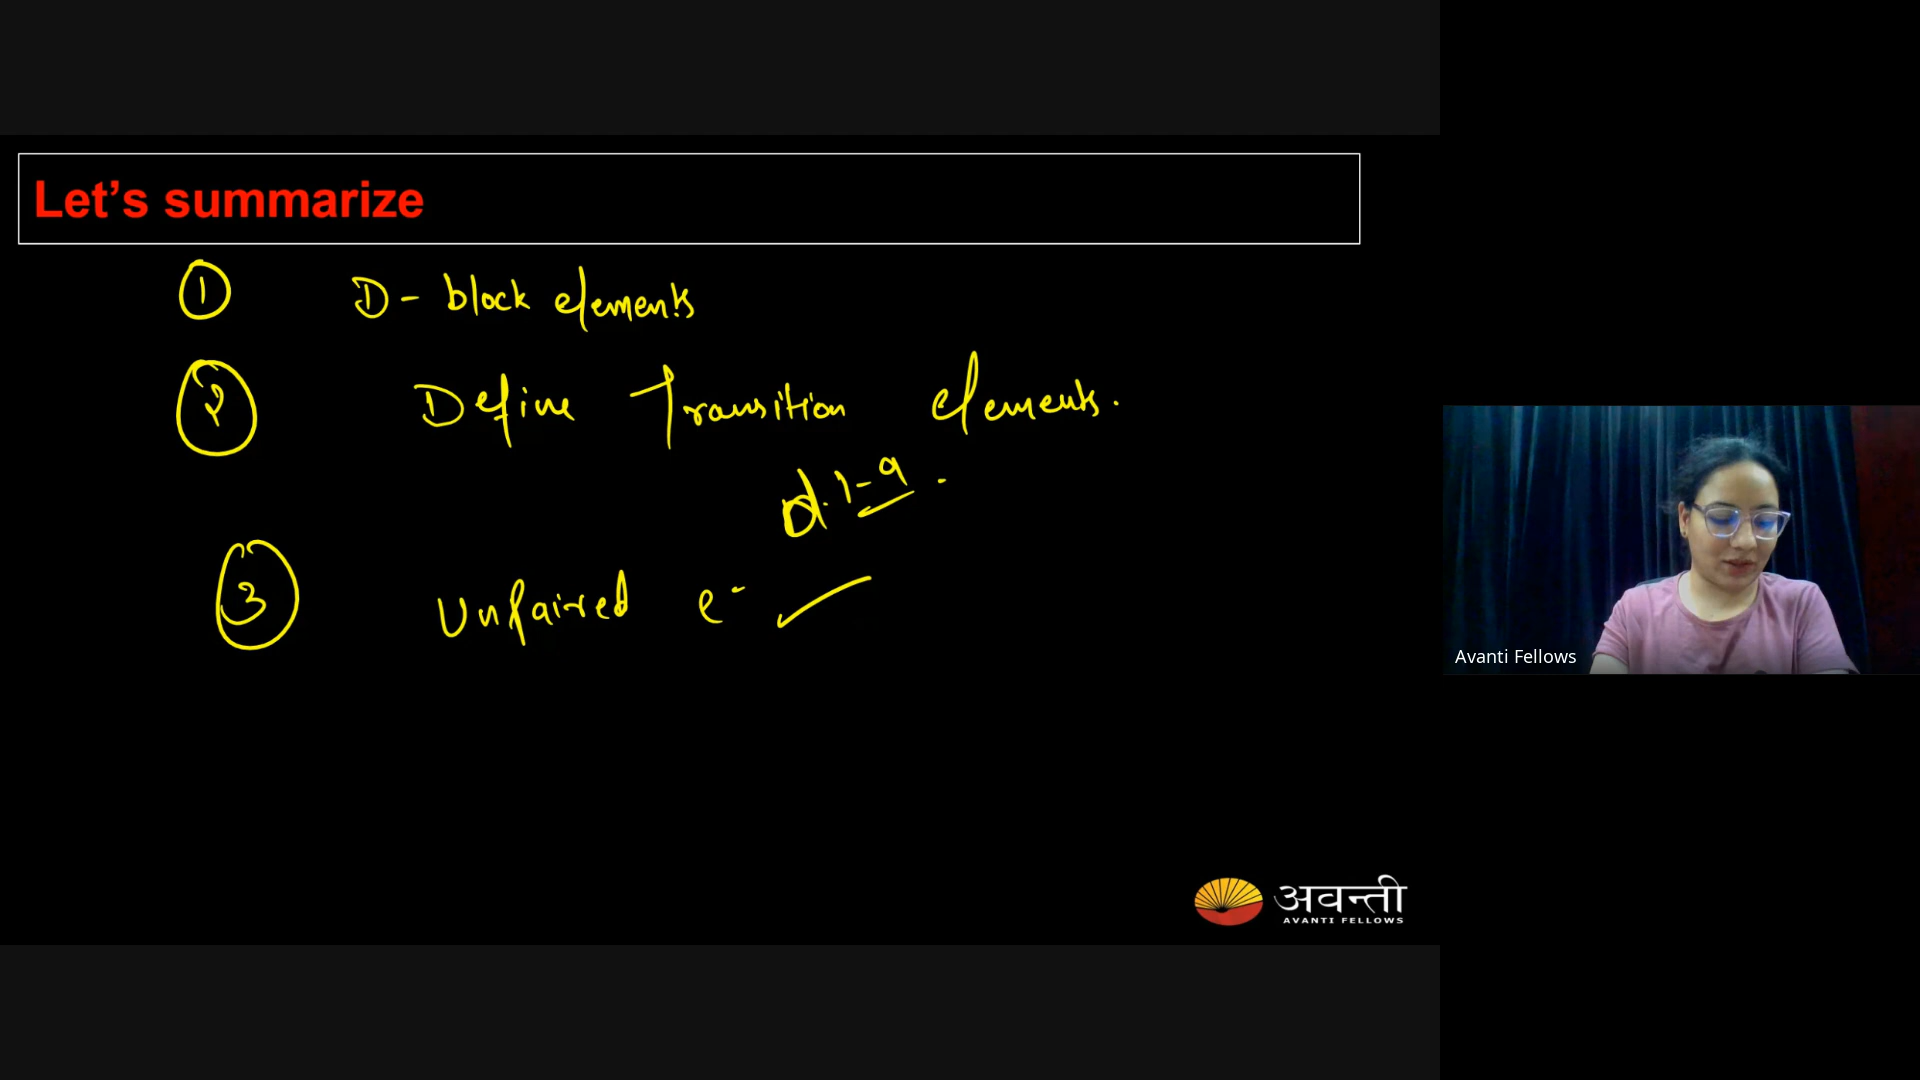 Let's summarize
① D- block elements
② Define Transition elements.
d 1-9.
③ Unpaired e⁻
Avanti Fellows
अवन्ती
AVANTI FELLOWS